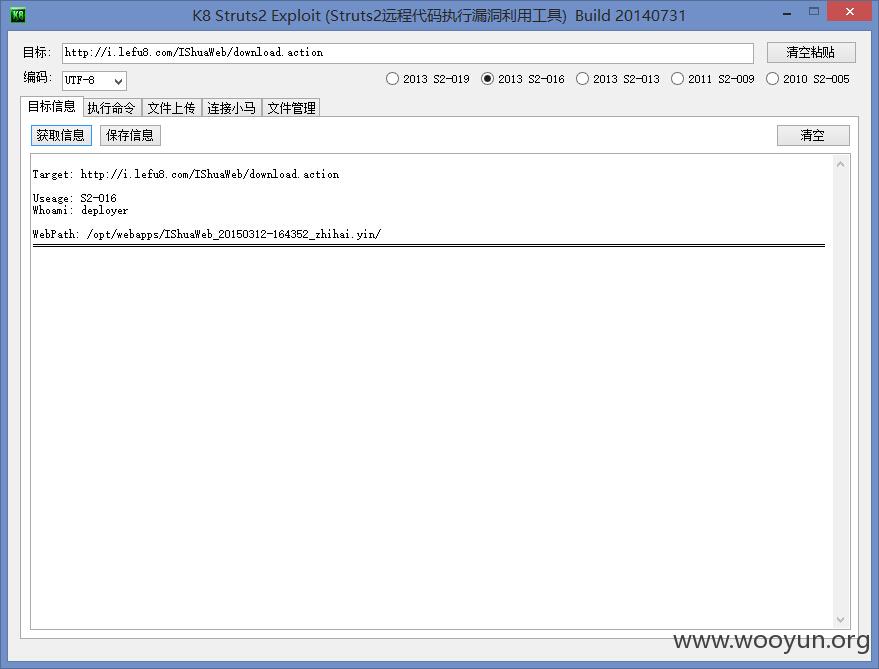 K8 K8 Struts2 Exploit (Struts2远程代码执行漏洞利用工具) Build 20140731
目标: http://i.lefu8.com/IShuaWeb/download.action 清空粘贴
编码: UTF-8 2013 S2-019 2013 S2-016 2013 S2-013 2011 S2-009 2010 S2-005
目标信息 执行命令 文件上传 连接小马 文件管理
获取信息 保存信息 清空
Target: http://i.lefu8.com/IShuaWeb/download.action
Useage: S2-016
Whoami: deployer
WebPath: /opt/webapps/IShuaWeb_20150312-164352_zhihai.yin/
www.wooyun.org